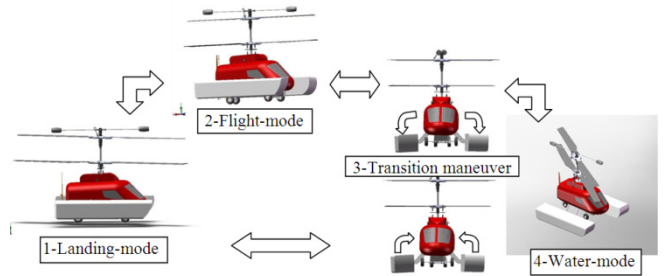 2-Flight-mode
3-Transition maneuver
1-Landing-mode
4-Water-mode